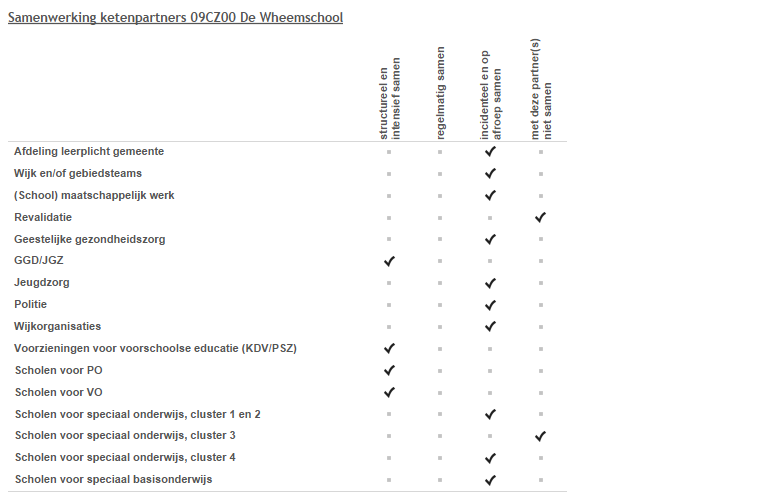 Samenwerking ketenpartners 09CZ00 De Wheemschool
structureel en
intensief samen
regelmatig samen
incidenteel en op
afroep samen
met deze partner(s)
niet samen
Afdeling leerplicht gemeente
Wijk en/of gebiedsteams
(School) maatschappelijk werk
Revalidatie
Geestelijke gezondheidszorg
GGD/JGZ
Jeugdzorg
Politie
Wijkorganisaties
Voorzieningen voor voorschoolse educatie (KDV/PSZ)
Scholen voor PO
Scholen voor VO
Scholen voor speciaal onderwijs, cluster 1 en 2
Scholen voor speciaal onderwijs, cluster 3
Scholen voor speciaal onderwijs, cluster 4
Scholen voor speciaal basisonderwijs